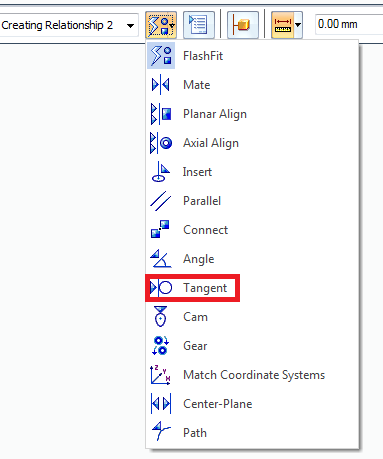 Creating Relationship 2
0.00 mm
FlashFit
Mate
Planar Align
Axial Align
Insert
Parallel
Connect
Angle
Tangent
Cam
Gear
Match Coordinate Systems
Center-Plane
Path